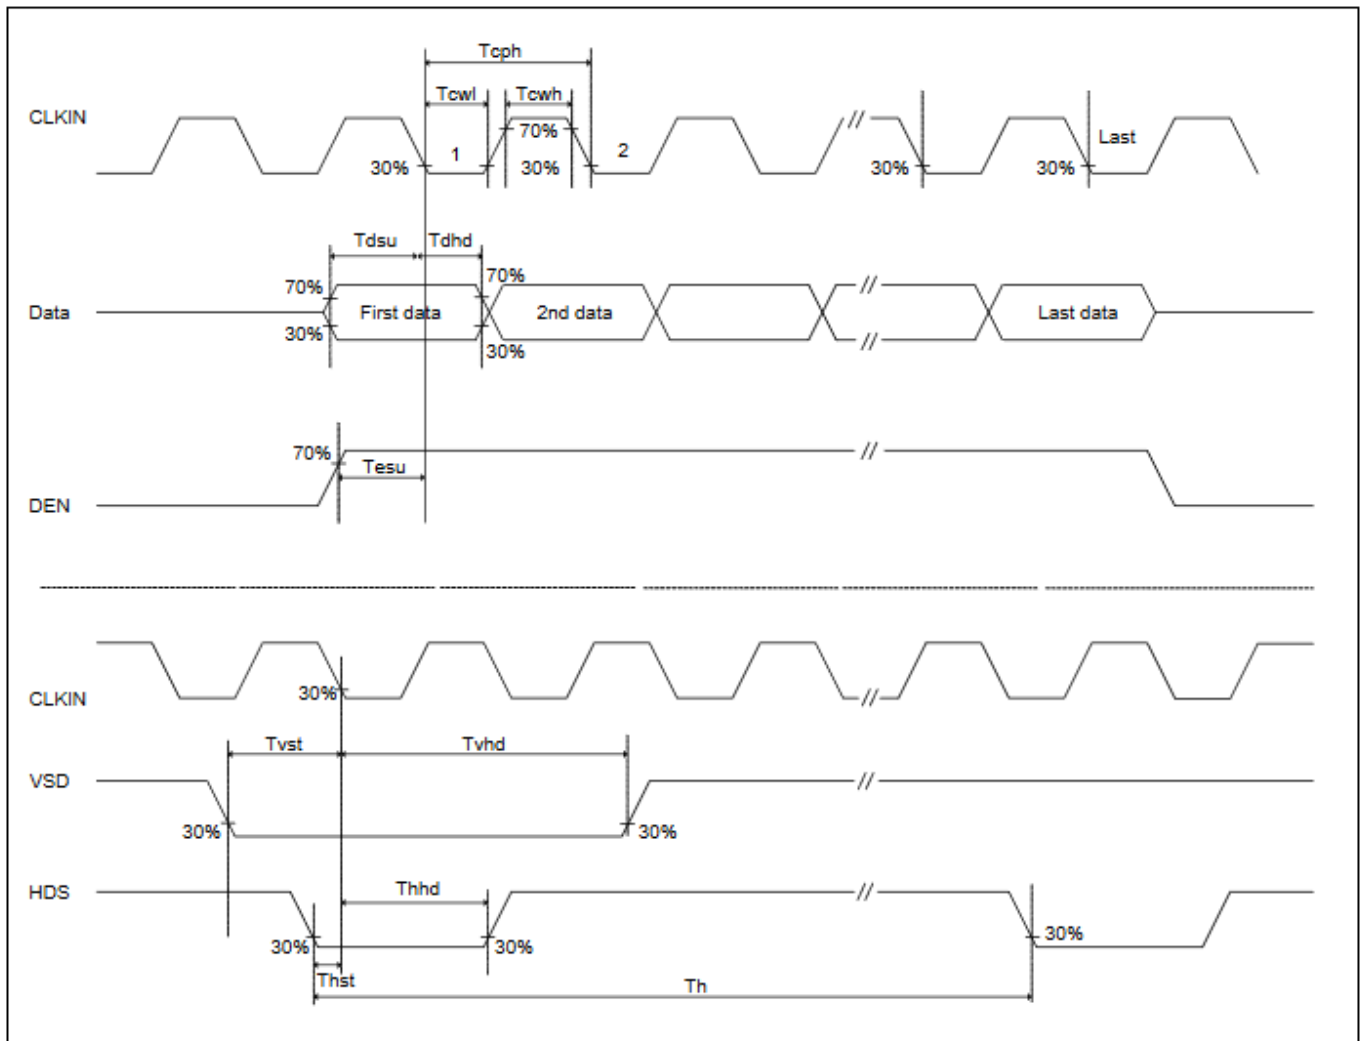 Tcph
Tcwl Tcwh
CLKIN 70% Last
30% 1 30% 2 30% 30%
Tdsu Tdhd
70% 70%
Data First data 2nd data Last data
30% 30%
70% Tesu
DEN
CLKIN 30%
Tvst Tvhd
VSD
30% 30%
HDS Thhd
30% 30% 30%
Thst Th